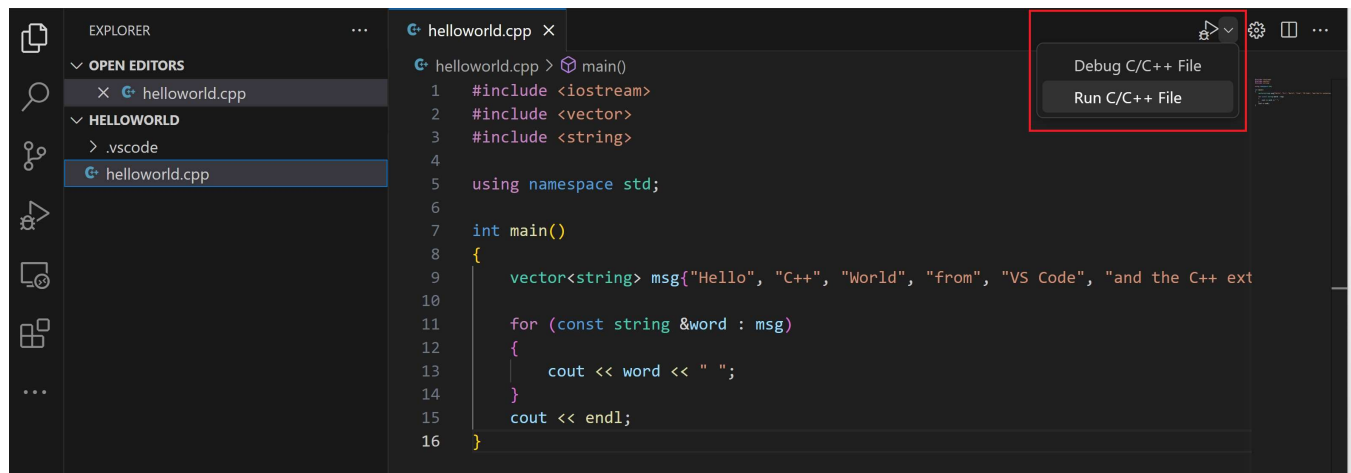 EXPLORER
OPEN EDITORS
helloworld.cpp
HELLOWORLD
.vscode
helloworld.cpp
helloworld.cpp
helloworld.cpp > main()
Debug C/C++ File
Run C/C++ File
1 #include <iostream>
2 #include <vector>
3 #include <string>
4
5 using namespace std;
6
7 int main()
8 {
9 vector<string> msg{"Hello", "C++", "World", "from", "VS Code", "and the C++ ext
10
11 for (const string &word : msg)
12 {
13 cout << word << " ";
14 }
15 cout << endl;
16 }